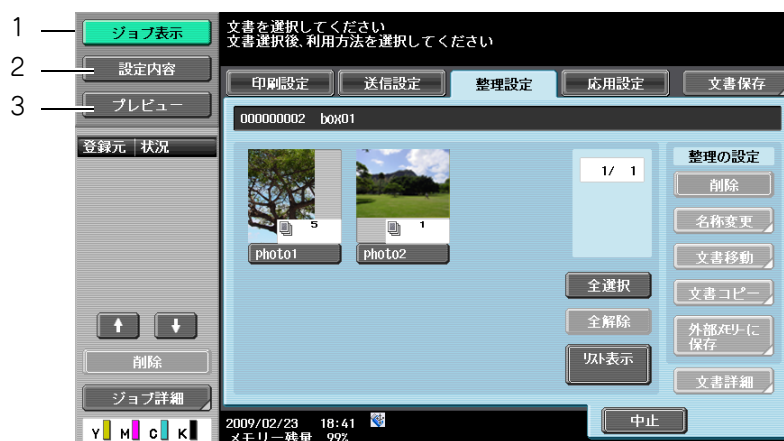 1
ジョブ表示
2
設定内容
3
プレビュー
登録元 状況
削除
ジョブ詳細
Y M C K
文書を選択してください
文書選択後、利用方法を選択してください
印刷設定 送信設定 整理設定 応用設定 文書保存
000000002 box01
5
photo1
1
photo2
1/ 1
全選択
全解除
リスト表示
整理の設定
削除
名称変更
文書移動
文書コピー
外部メモリーに
保存
文書詳細
2009/02/23 18:41
メモリー残量 99%
中止